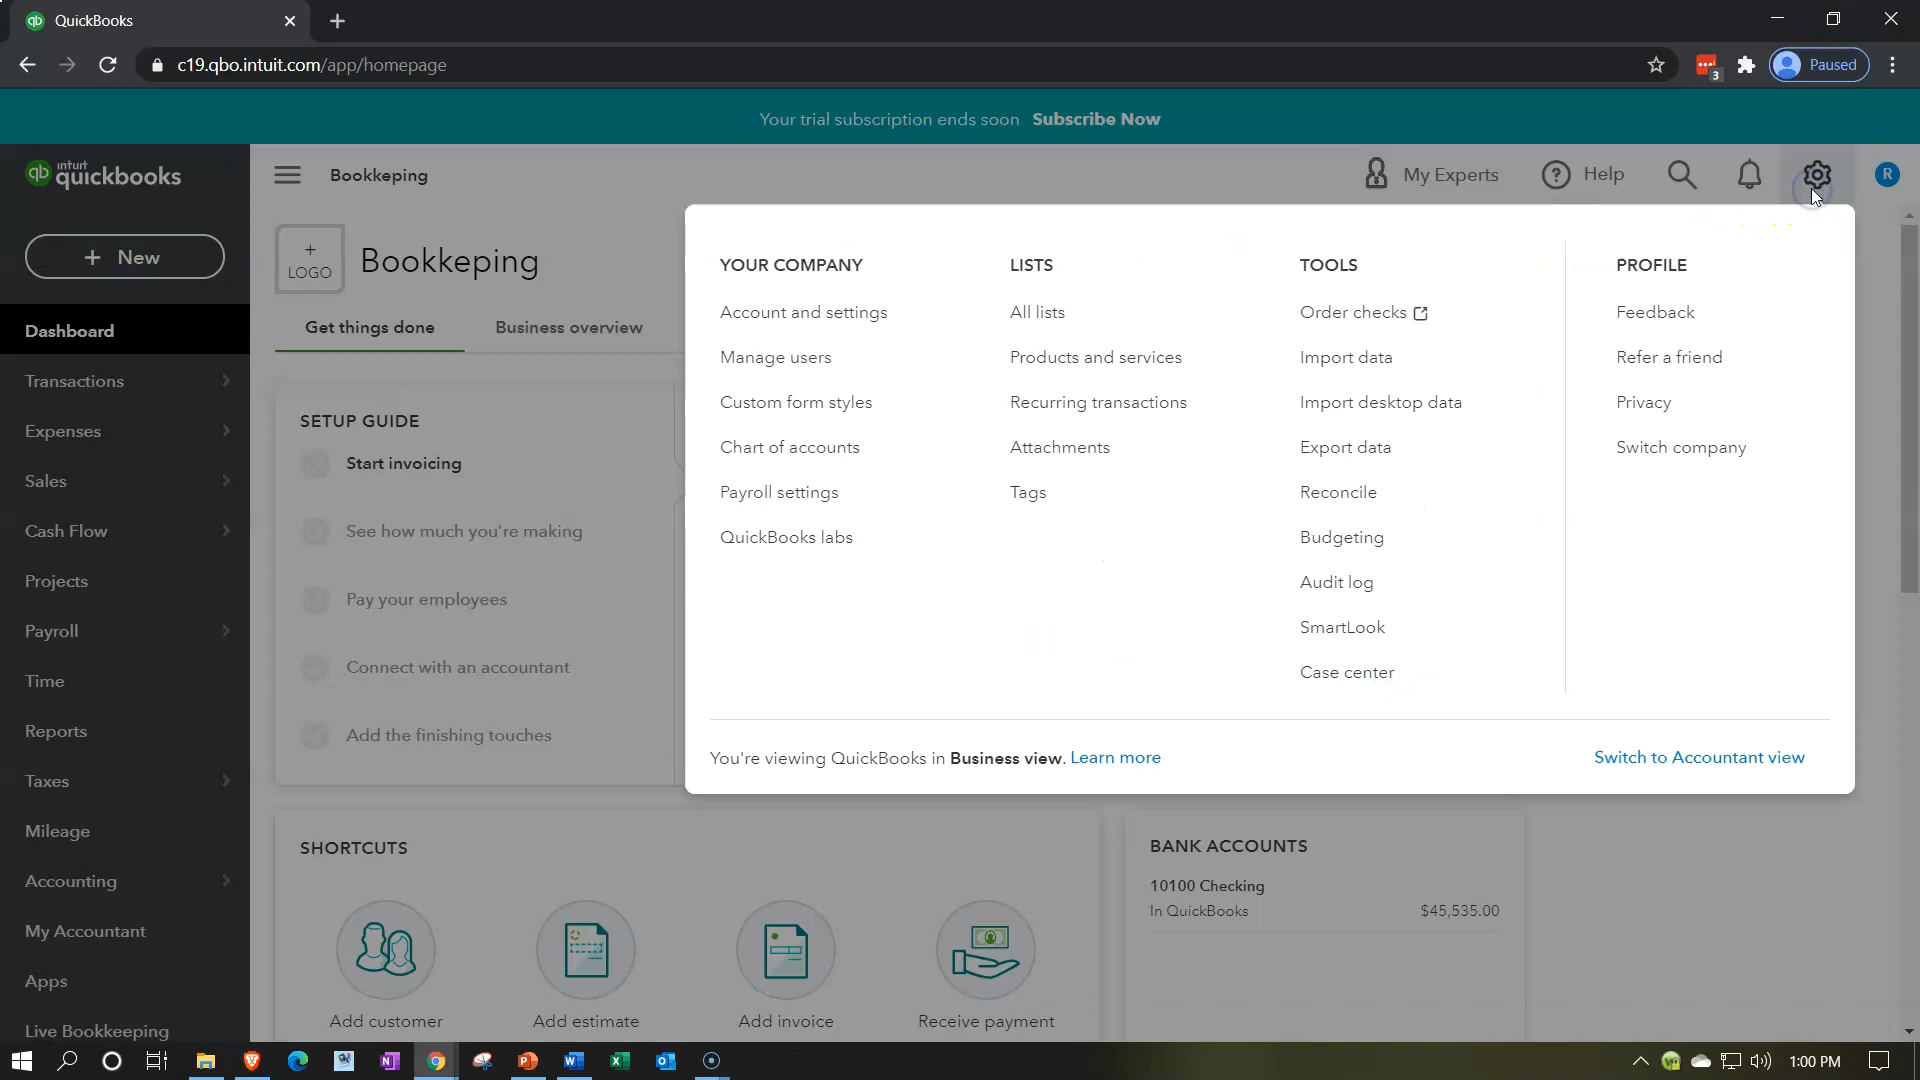 QuickBooks
c19.qbo.intuit.com/app/homepage
3
Paused
Your trial subscription ends soon Subscribe Now
qb intuit quickbooks
Bookkeping
My Experts
Help
R
+ New
+ LOGO
Bookkeping
Get things done
Business overview
Dashboard
Transactions
Expenses
Sales
Cash Flow
Projects
Payroll
Time
Reports
Taxes
Mileage
Accounting
My Accountant
Apps
Live Bookkeeping
SETUP GUIDE
Start invoicing
See how much you're making
Pay your employees
Connect with an accountant
Add the finishing touches
YOUR COMPANY
Account and settings
Manage users
Custom form styles
Chart of accounts
Payroll settings
QuickBooks labs
LISTS
All lists
Products and services
Recurring transactions
Attachments
Tags
TOOLS
Order checks
Import data
Import desktop data
Export data
Reconcile
Budgeting
Audit log
SmartLook
Case center
PROFILE
Feedback
Refer a friend
Privacy
Switch company
You're viewing QuickBooks in Business view. Learn more
Switch to Accountant view
SHORTCUTS
Add customer
Add estimate
Add invoice
Receive payment
BANK ACCOUNTS
10100 Checking
In QuickBooks $45,535.00
1:00 PM